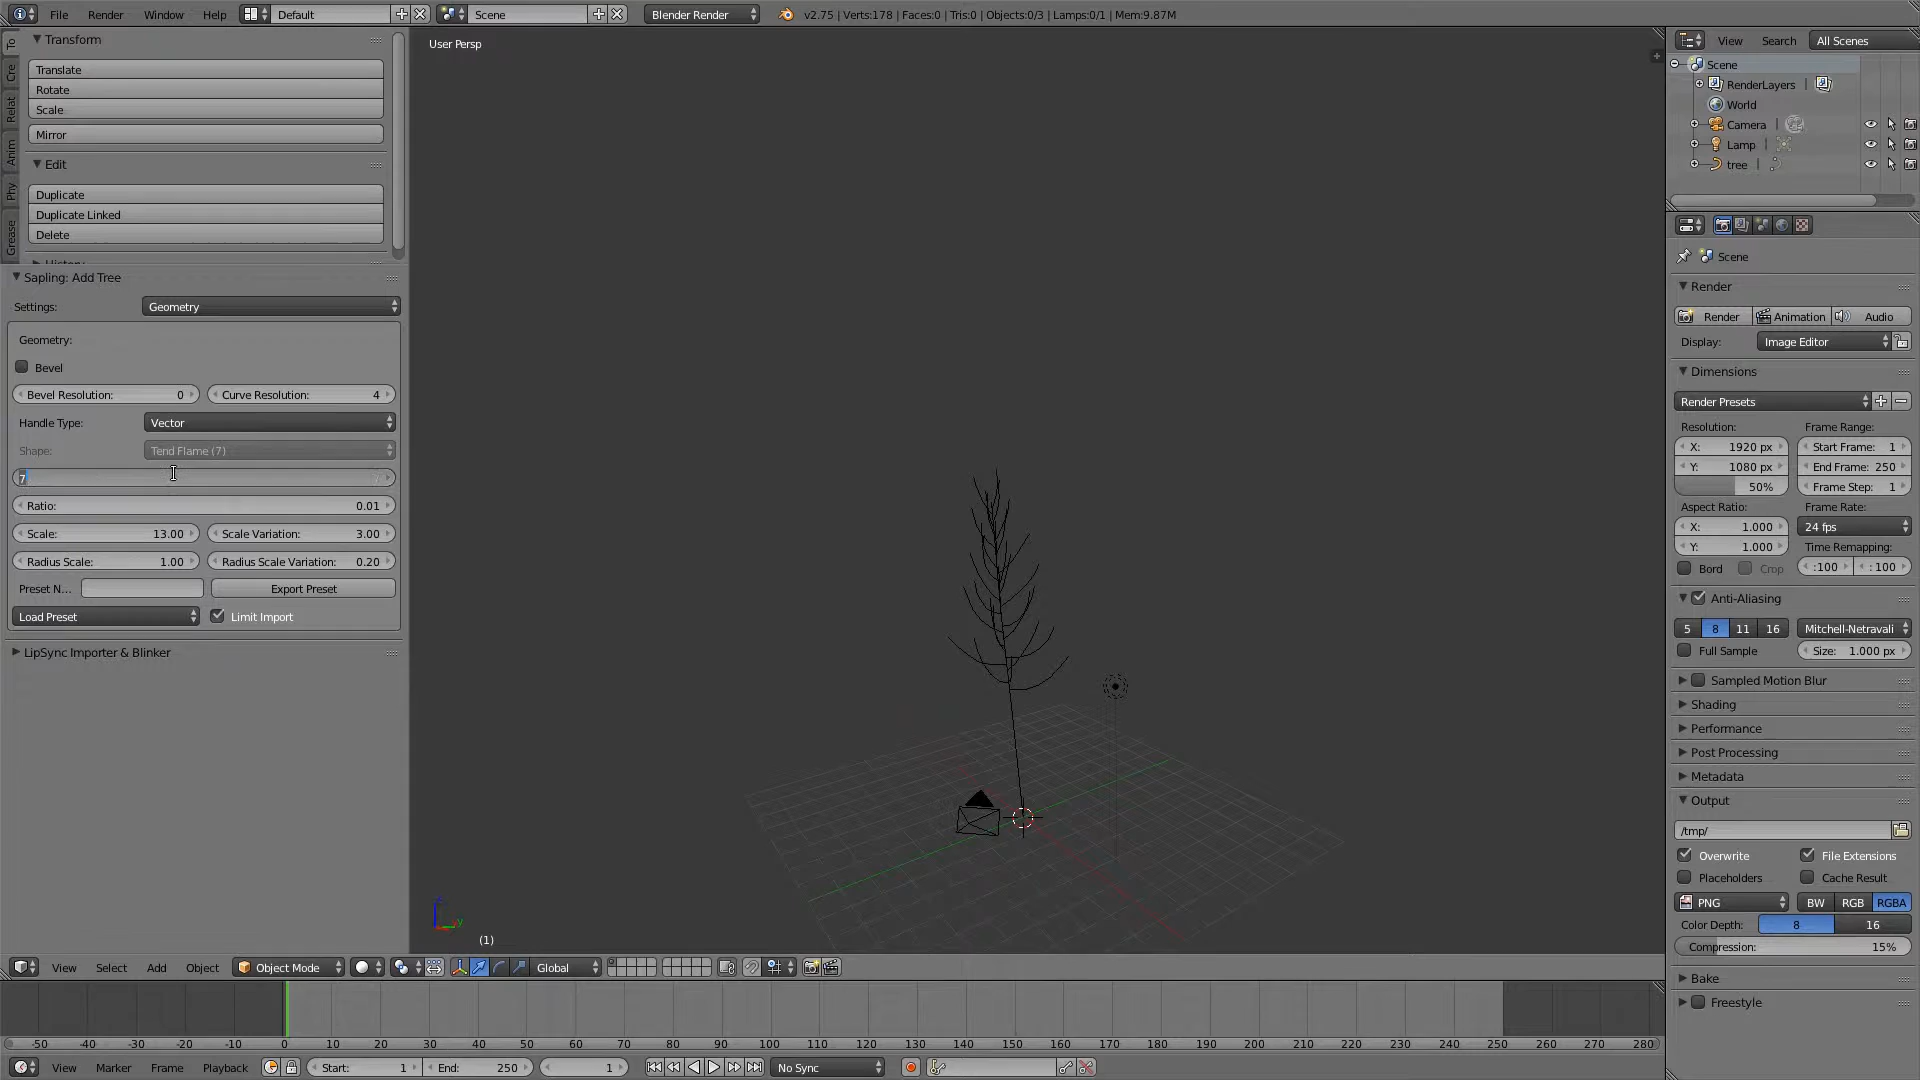 File Render Window Help Default Scene Blender Render v2.75 | Verts:178 | Faces:0 | Tris:0 | Objects:0/3 | Lamps:0/1 | Mem:9.87M
To
Cre
Relat
Anim
Phy
Grease
Transform
Translate
Rotate
Scale
Mirror
Edit
Duplicate
Duplicate Linked
Delete
Sapling: Add Tree
Settings: Geometry
Geometry:
Bevel
Bevel Resolution: 0 Curve Resolution: 4
Handle Type: Vector
Shape: Tend Flame (7)
7
Ratio: 0.01
Scale: 13.00 Scale Variation: 3.00
Radius Scale: 1.00 Radius Scale Variation: 0.20
Preset N... Export Preset
Load Preset Limit Import
LipSync Importer & Blinker
User Persp
(1)
View Search All Scenes
Scene
RenderLayers
World
Camera
Lamp
tree
Scene
Render
Render Animation Audio
Display: Image Editor
Dimensions
Render Presets
Resolution: Frame Range:
X: 1920 px Start Frame: 1
Y: 1080 px End Frame: 250
50% Frame Step: 1
Aspect Ratio: Frame Rate:
X: 1.000 24 fps
Y: 1.000 Time Remapping:
Bord Crop :100 :100
Anti-Aliasing
5 8 11 16 Mitchell-Netravali
Full Sample Size: 1.000 px
Sampled Motion Blur
Shading
Performance
Post Processing
Metadata
Output
/tmp/
Overwrite File Extensions
Placeholders Cache Result
PNG BW RGB RGBA
Color Depth: 8 16
Compression: 15%
Bake
Freestyle
View Select Add Object Object Mode Global
-50 -40 -30 -20 -10 0 10 20 30 40 50 60 70 80 90 100 110 120 130 140 150 160 170 180 190 200 210 220 230 240 250 260 270 280
View Marker Frame Playback Start: 1 End: 250 1 No Sync